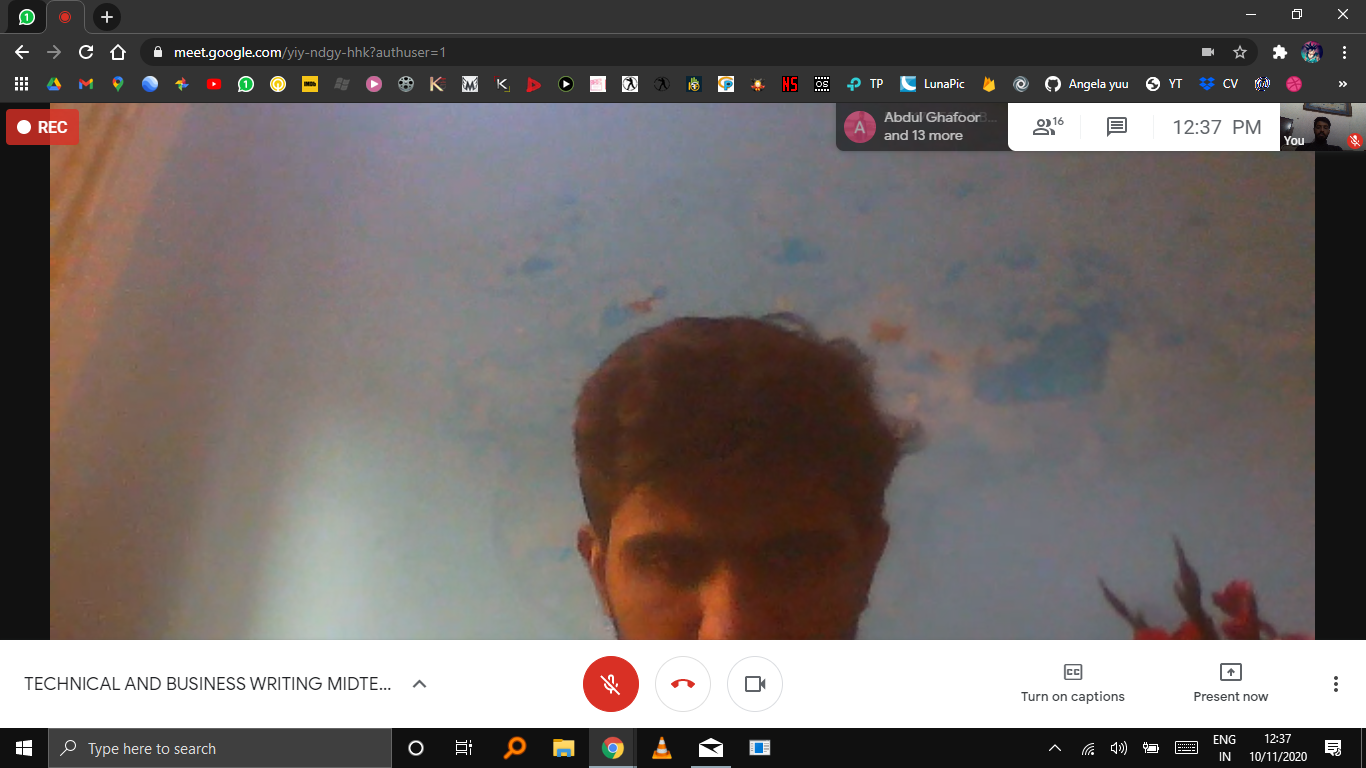 meet.google.com/yiy-ndgy-hhk?authuser=1
TP
LunaPic
Angela yuu
YT
CV
REC
A
Abdul Ghafoor
and 13 more
16
12:37 PM
You
TECHNICAL AND BUSINESS WRITING MIDTE...
Turn on captions
Present now
Type here to search
ENG
IN
12:37
10/11/2020